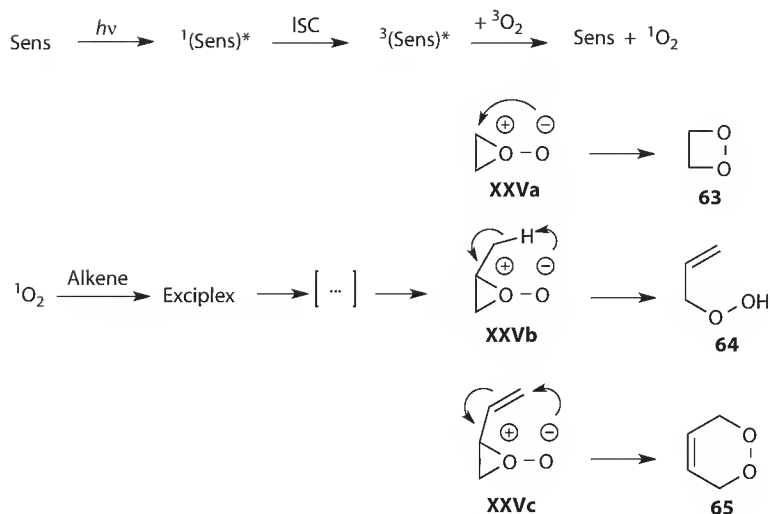 Sens hν ¹(Sens)* ISC ³(Sens)* + ³O₂ Sens + ¹O₂
⊕ ⊖
O – O
XXVa
O
O
63
¹O₂ Alkene Exciplex [ ... ]
H
⊕ ⊖
O – O
XXVb
O OH
64
⊕ ⊖
O – O
XXVc
O
O
65